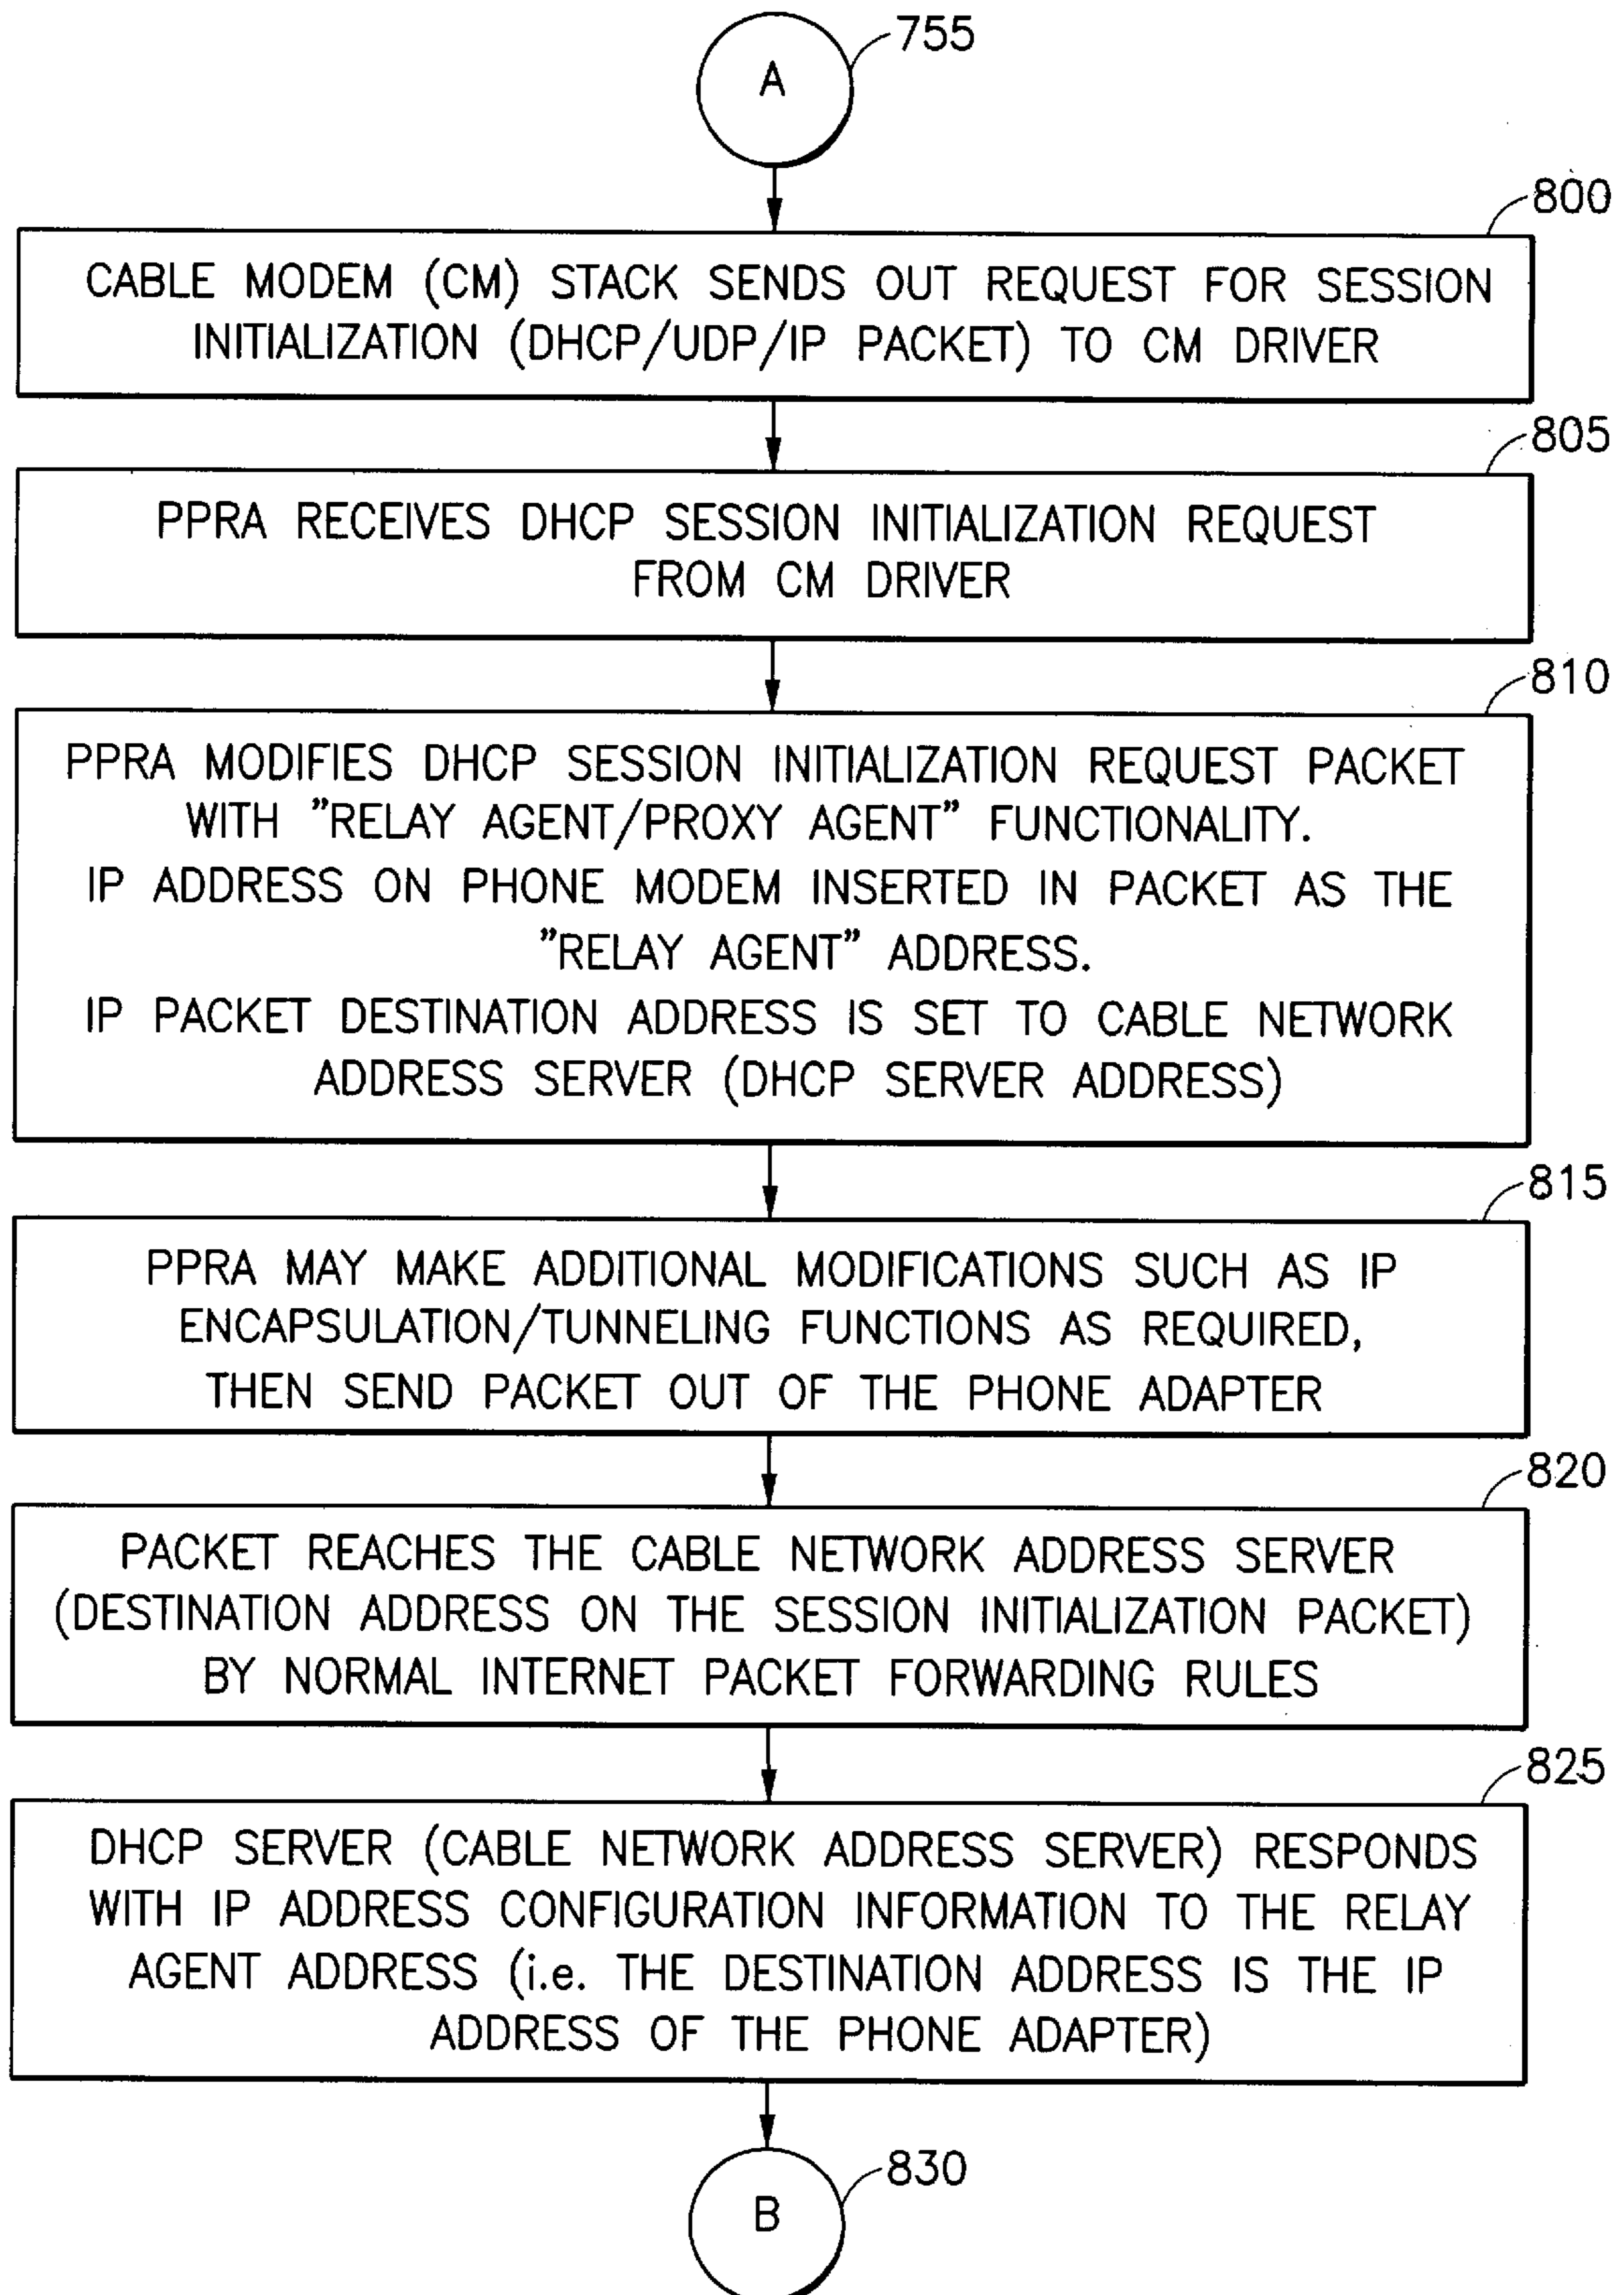 A
755
800
CABLE MODEM (CM) STACK SENDS OUT REQUEST FOR SESSION
INITIALIZATION (DHCP/UDP/IP PACKET) TO CM DRIVER
805
PPRA RECEIVES DHCP SESSION INITIALIZATION REQUEST
FROM CM DRIVER
810
PPRA MODIFIES DHCP SESSION INITIALIZATION REQUEST PACKET
WITH ”RELAY AGENT/PROXY AGENT” FUNCTIONALITY.
IP ADDRESS ON PHONE MODEM INSERTED IN PACKET AS THE
”RELAY AGENT” ADDRESS.
IP PACKET DESTINATION ADDRESS IS SET TO CABLE NETWORK
ADDRESS SERVER (DHCP SERVER ADDRESS)
815
PPRA MAY MAKE ADDITIONAL MODIFICATIONS SUCH AS IP
ENCAPSULATION/TUNNELING FUNCTIONS AS REQUIRED,
THEN SEND PACKET OUT OF THE PHONE ADAPTER
820
PACKET REACHES THE CABLE NETWORK ADDRESS SERVER
(DESTINATION ADDRESS ON THE SESSION INITIALIZATION PACKET)
BY NORMAL INTERNET PACKET FORWARDING RULES
825
DHCP SERVER (CABLE NETWORK ADDRESS SERVER) RESPONDS
WITH IP ADDRESS CONFIGURATION INFORMATION TO THE RELAY
AGENT ADDRESS (i.e. THE DESTINATION ADDRESS IS THE IP
ADDRESS OF THE PHONE ADAPTER)
830
B